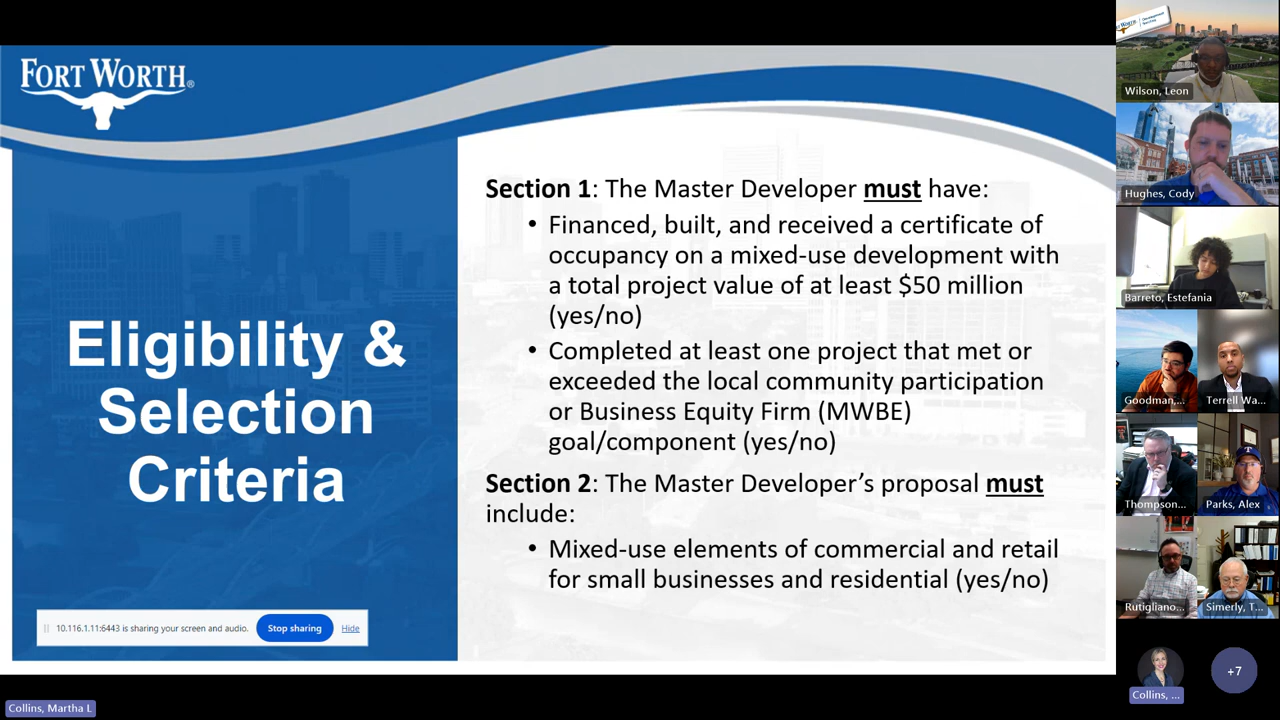 FORT WORTH®
Eligibility &
Selection
Criteria
Section 1: The Master Developer must have:
• Financed, built, and received a certificate of
occupancy on a mixed-use development with
a total project value of at least $50 million
(yes/no)
• Completed at least one project that met or
exceeded the local community participation
or Business Equity Firm (MWBE)
goal/component (yes/no)
Section 2: The Master Developer’s proposal must
include:
• Mixed-use elements of commercial and retail
for small businesses and residential (yes/no)
10.116.1.11:6443 is sharing your screen and audio. Stop sharing Hide
Collins, Martha L
Wilson, Leon
Hughes, Cody
Barreto, Estefania
Goodman,...
Terrell Wa...
Thompson...
Parks, Alex
Rutigliano...
Simerly, T...
Collins, ...
+7